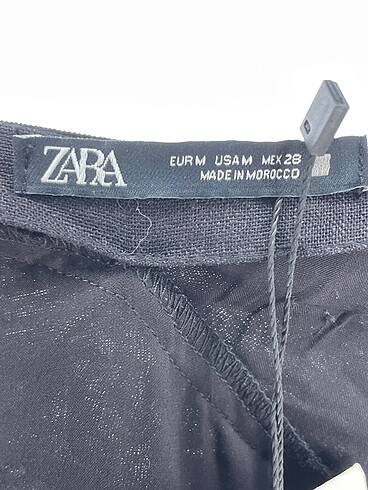 ZARA
EUR M USA M MEX 28
MADE IN MOROCCO